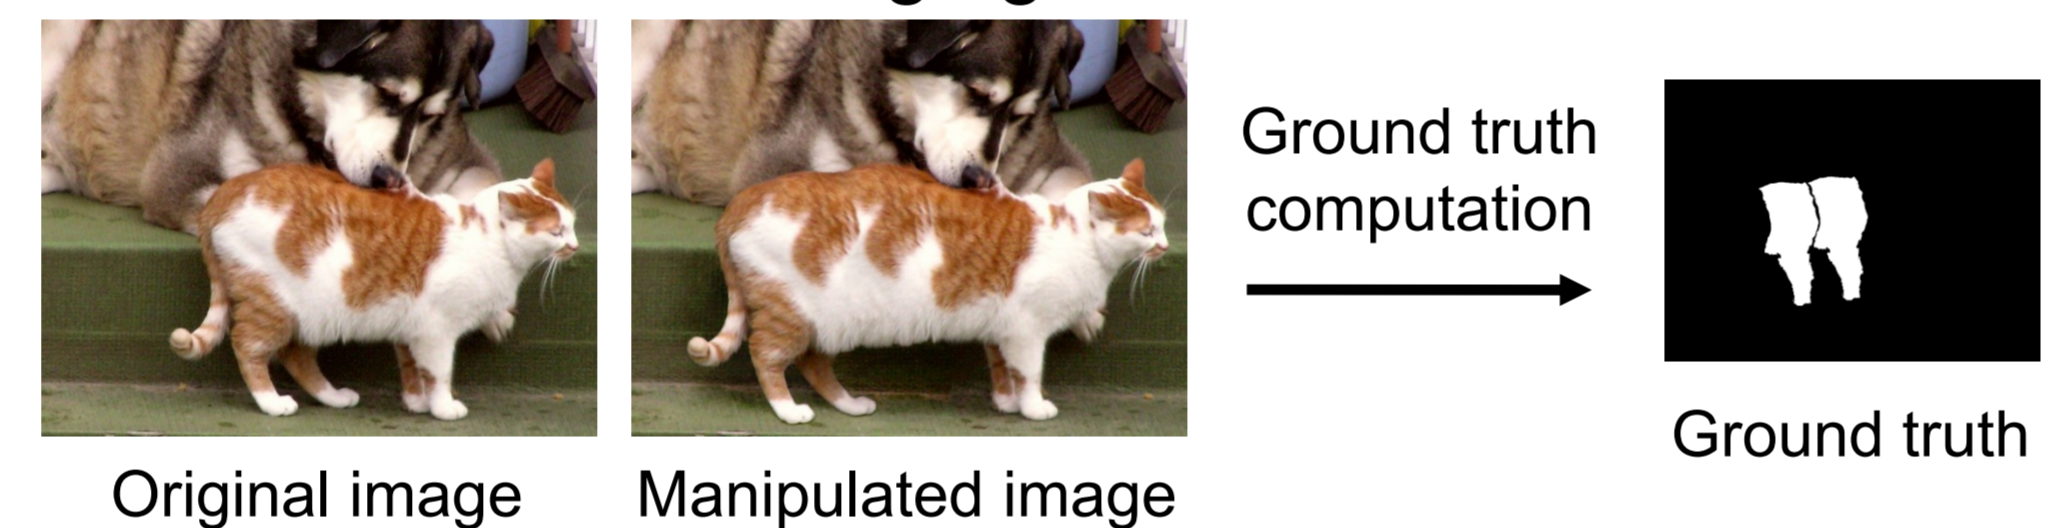 Ground truth
computation
Ground truth
Original image
Manipulated image